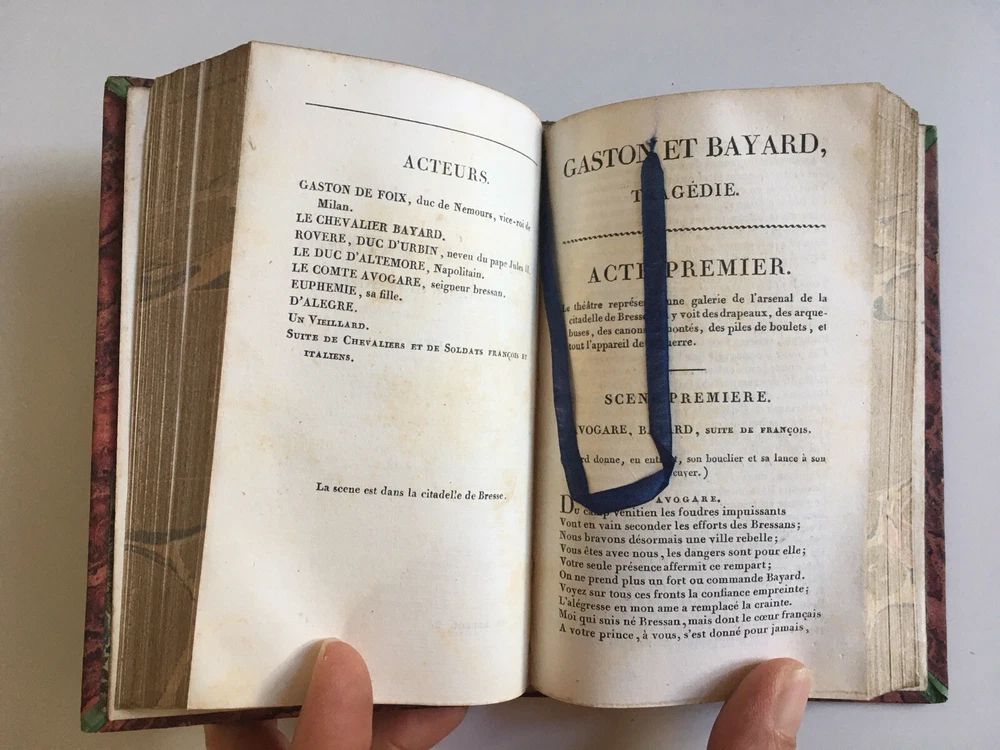 ACTEURS.
GASTON DE FOIX, duc de Nemours, vice-roi de
Milan.
LE CHEVALIER BAYARD.
ROVERE, DUC D'URBIN, neveu du pape Jules II.
LE DUC D'ALTEMORE, Napolitain.
LE COMTE AVOGARE, seigneur bressan.
EUPHEMIE, sa fille.
D'ALEGRE.
UN VIEILLARD.
SUITE DE CHEVALIERS ET DE SOLDATS FRANÇOIS ET
ITALIENS.
La scene est dans la citadelle de Bresse.
GASTON ET BAYARD,
TRAGÉDIE.
ACTE PREMIER.
Le théâtre représente une galerie de l'arsenal de la
citadelle de Bresse: y voit des drapeaux, des arque-
buses, des canons montés, des piles de boulets, et
tout l'appareil de guerre.
SCENE PREMIERE.
AVOGARE, BAYARD, SUITE DE FRANÇOIS.
donne, en entrant, son bouclier et sa lance à son
écuyer.)
AVOGARE.
Du camp vénitien les foudres impuissants
Vont en vain seconder les efforts des Bressans;
Nous bravons désormais une ville rebelle;
Vous êtes avec nous, les dangers sont pour elle;
Votre seule présence affermit ce rempart;
On ne prend plus un fort ou commande Bayard.
Voyez sur tous ces fronts la confiance empreinte;
L'alégresse en mon ame a remplacé la crainte.
Moi qui suis né Bressan, mais dont le cœur français
A votre prince, à vous, s'est donné pour jamais,